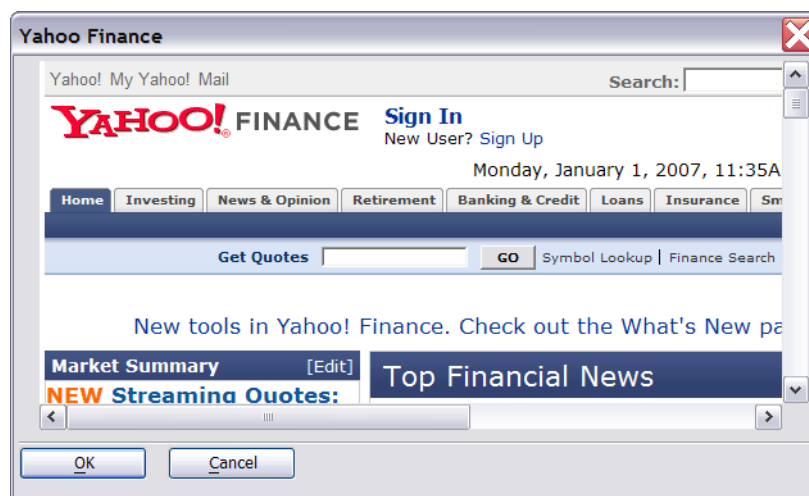 Yahoo Finance
Yahoo! My Yahoo! Mail Search:
YAHOO! FINANCE Sign In
New User? Sign Up
Monday, January 1, 2007, 11:35A
Home Investing News & Opinion Retirement Banking & Credit Loans Insurance Sm
Get Quotes GO Symbol Lookup | Finance Search
New tools in Yahoo! Finance. Check out the What's New pa
Market Summary [Edit] Top Financial News
NEW Streaming Quotes:
OK Cancel